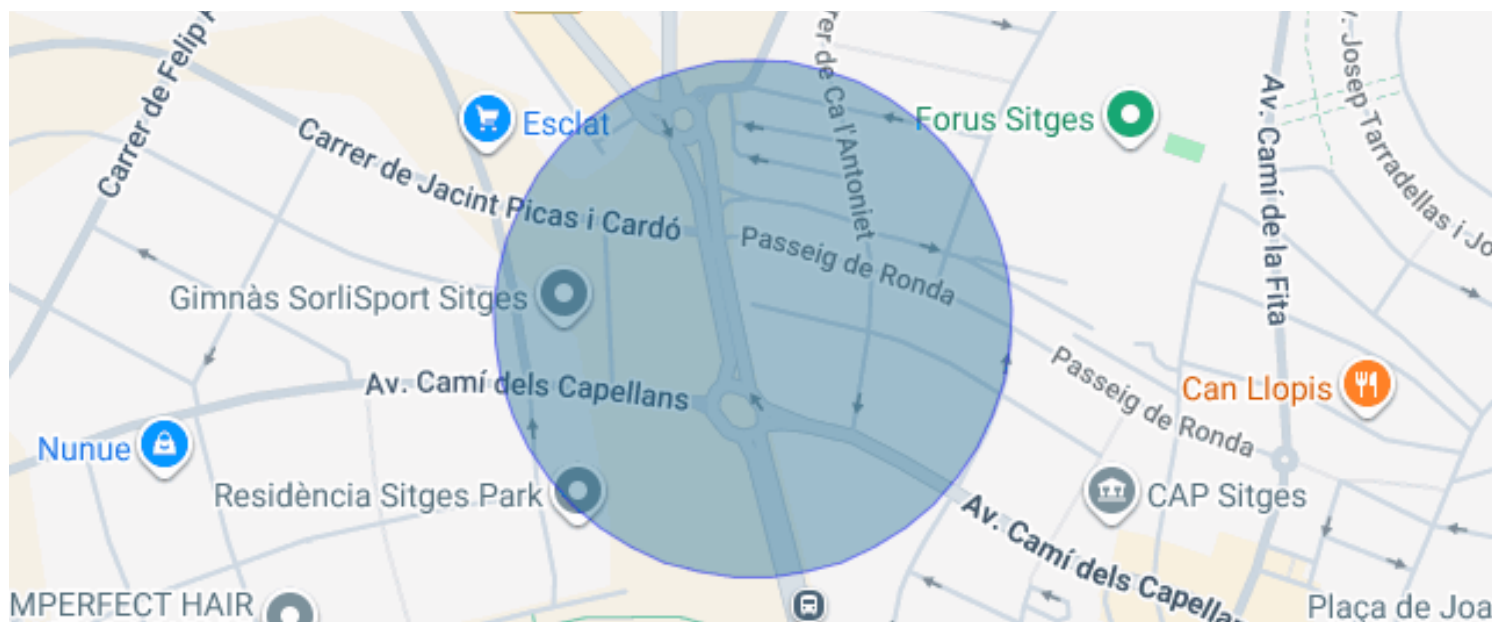 Carrer de Felip
Esclat
Carrer de Jacint Picas i Cardó
rer de Ca l'Antoniet
Forus Sitges
Av. Camí de la Fita
. Josep Tarradellas i Jo
Passeig de Ronda
Gimnàs SorliSport Sitges
Av. Camí dels Capellans
Passeig de Ronda
Can Llopis
Nunue
Residència Sitges Park
CAP Sitges
Av. Camí dels Capellan
MPERFECT HAIR
Plaça de Joa